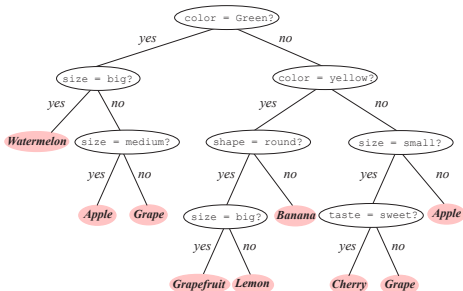 color = Green?
yes no
size = big? color = yellow?
yes no yes no
Watermelon size = medium? shape = round? size = small?
yes no yes no yes no
Apple Grape size = big? Banana taste = sweet? Apple
yes no yes no
Grapefruit Lemon Cherry Grape